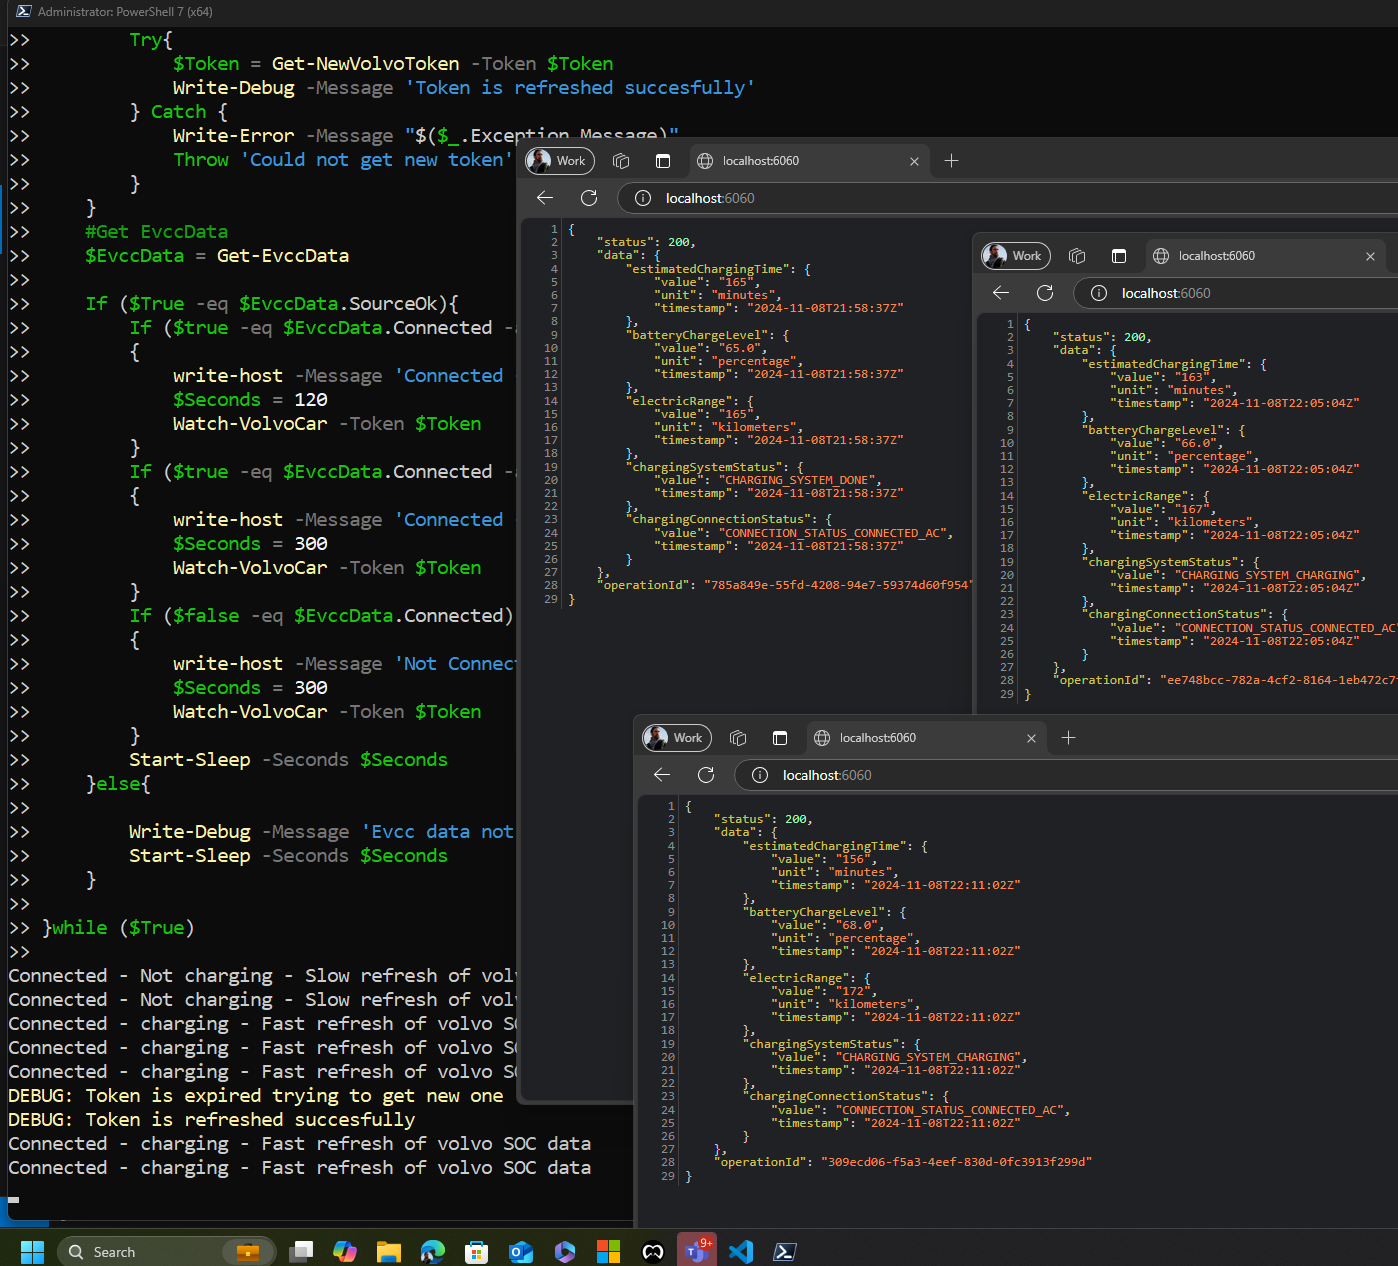 Administrator: PowerShell 7 (x64)
>> Try{
>> $Token = Get-NewVolvoToken -Token $Token
>> Write-Debug -Message 'Token is refreshed succesfully'
>> } Catch {
>> Write-Error -Message "$($_.Exception.Message)"
>> Throw 'Could not get new token'
>> }
>> }
>> #Get EvccData
>> $EvccData = Get-EvccData
>>
>> If ($True -eq $EvccData.SourceOk){
>> If ($true -eq $EvccData.Connected
>> {
>> write-host -Message 'Connected
>> $Seconds = 120
>> Watch-VolvoCar -Token $Token
>> }
>> If ($true -eq $EvccData.Connected
>> {
>> write-host -Message 'Connected
>> $Seconds = 300
>> Watch-VolvoCar -Token $Token
>> }
>> If ($false -eq $EvccData.Connected)
>> {
>> write-host -Message 'Not
>> $Seconds = 300
>> Watch-VolvoCar -Token $Token
>> }
>> Start-Sleep -Seconds $Seconds
>> }else{
>>
>> Write-Debug -Message 'Evcc data not
>> Start-Sleep -Seconds $Seconds
>> }
>>
>> }while ($True)
>>
Connected - Not charging - Slow refresh of
Connected - Not charging - Slow refresh of
Connected - charging - Fast refresh of volvo
Connected - charging - Fast refresh of volvo
Connected - charging - Fast refresh of volvo
DEBUG: Token is expired trying to get new one
DEBUG: Token is refreshed succesfully
Connected - charging - Fast refresh of volvo SOC data
Connected - charging - Fast refresh of volvo SOC data
Work localhost:6060
localhost:6060
1 {
2 "status": 200,
3 "data": {
4 "estimatedChargingTime": {
5 "value": "165",
6 "unit": "minutes",
7 "timestamp": "2024-11-08T21:58:37Z"
8 },
9 "batteryChargeLevel": {
10 "value": "65.0",
11 "unit": "percentage",
12 "timestamp": "2024-11-08T21:58:37Z"
13 },
14 "electricRange": {
15 "value": "165",
16 "unit": "kilometers",
17 "timestamp": "2024-11-08T21:58:37Z"
18 },
19 "chargingSystemStatus": {
20 "value": "CHARGING_SYSTEM_DONE",
21 "timestamp": "2024-11-08T21:58:37Z"
22 },
23 "chargingConnectionStatus": {
24 "value": "CONNECTION_STATUS_CONNECTED_AC",
25 "timestamp": "2024-11-08T21:58:37Z"
26 }
27 },
28 "operationId": "785a849e-55fd-4208-94e7-59374d60f954"
29 }
Work localhost:6060
localhost:6060
1 {
2 "status": 200,
3 "data": {
4 "estimatedChargingTime": {
5 "value": "163",
6 "unit": "minutes",
7 "timestamp": "2024-11-08T22:05:04Z"
8 },
9 "batteryChargeLevel": {
10 "value": "66.0",
11 "unit": "percentage",
12 "timestamp": "2024-11-08T22:05:04Z"
13 },
14 "electricRange": {
15 "value": "167",
16 "unit": "kilometers",
17 "timestamp": "2024-11-08T22:05:04Z"
18 },
19 "chargingSystemStatus": {
20 "value": "CHARGING_SYSTEM_CHARGING",
21 "timestamp": "2024-11-08T22:05:04Z"
22 },
23 "chargingConnectionStatus": {
24 "value": "CONNECTION_STATUS_CONNECTED_AC"
25 "timestamp": "2024-11-08T22:05:04Z"
26 }
27 },
28 "operationId": "ee748bcc-782a-4cf2-8164-1eb472c7
29 }
Work localhost:6060
localhost:6060
1 {
2 "status": 200,
3 "data": {
4 "estimatedChargingTime": {
5 "value": "156",
6 "unit": "minutes",
7 "timestamp": "2024-11-08T22:11:02Z"
8 },
9 "batteryChargeLevel": {
10 "value": "68.0",
11 "unit": "percentage",
12 "timestamp": "2024-11-08T22:11:02Z"
13 },
14 "electricRange": {
15 "value": "172",
16 "unit": "kilometers",
17 "timestamp": "2024-11-08T22:11:02Z"
18 },
19 "chargingSystemStatus": {
20 "value": "CHARGING_SYSTEM_CHARGING",
21 "timestamp": "2024-11-08T22:11:02Z"
22 },
23 "chargingConnectionStatus": {
24 "value": "CONNECTION_STATUS_CONNECTED_AC",
25 "timestamp": "2024-11-08T22:11:02Z"
26 }
27 },
28 "operationId": "309ecd06-f5a3-4eef-830d-0fc3913f299d"
29 }
Search
9+